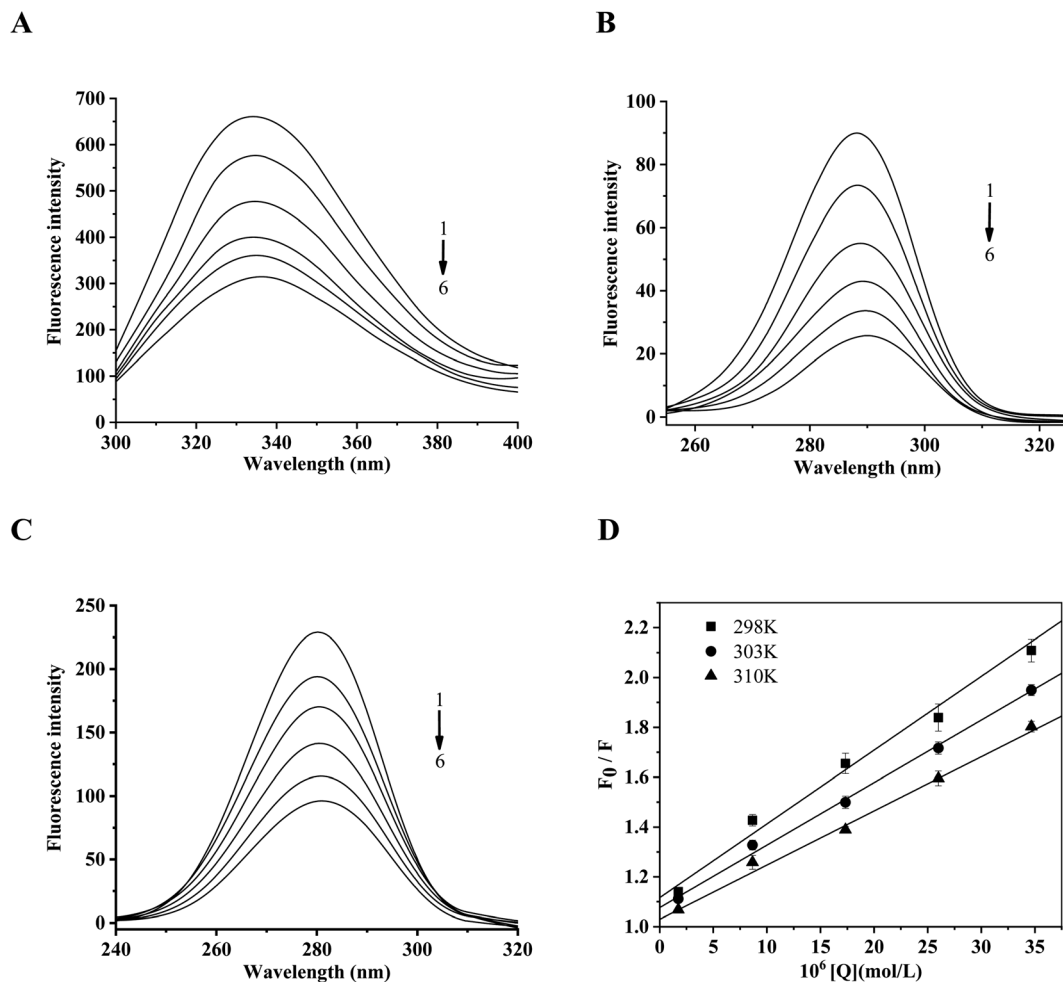 A
700
600
500
400
300
200
100
0
300 320 340 360 380 400
Fluorescence intensity
Wavelength (nm)
1
6
B
100
80
60
40
20
0
260 280 300 320
Fluorescence intensity
Wavelength (nm)
1
6
C
250
200
150
100
50
0
240 260 280 300 320
Fluorescence intensity
Wavelength (nm)
1
6
D
2.2
2.0
1.8
1.6
1.4
1.2
1.0
0 5 10 15 20 25 30 35
F0 / F
10^6 [Q](mol/L)
298K
303K
310K